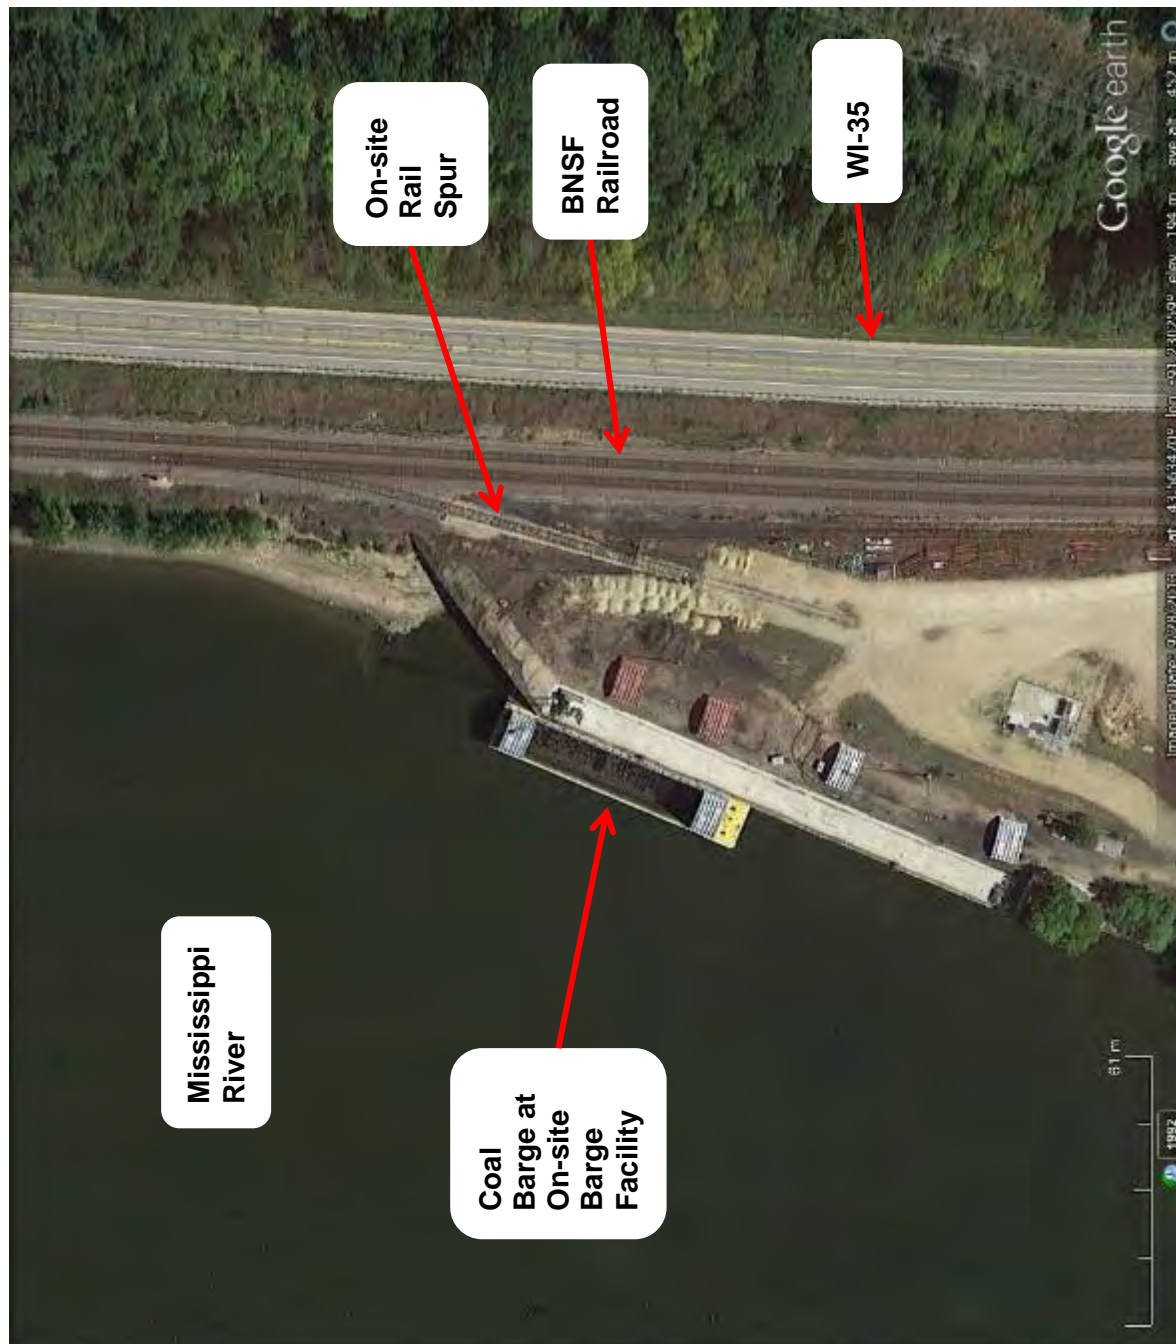 Mississippi
River
Coal
Barge at
On-site
Barge
Facility
On-site
Rail
Spur
BNSF
Railroad
WI-35
61 m
1992
Google earth